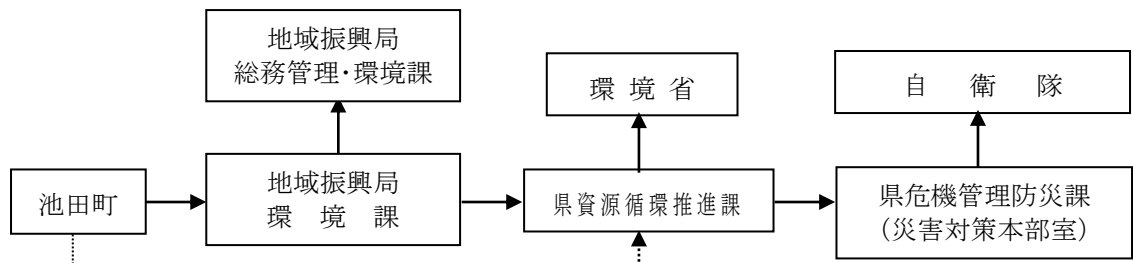 地域振興局
総務管理・環境課
環境省
自衛隊
池田町
地域振興局
環境課
県資源循環推進課
県危機管理防災課
（災害対策本部室）